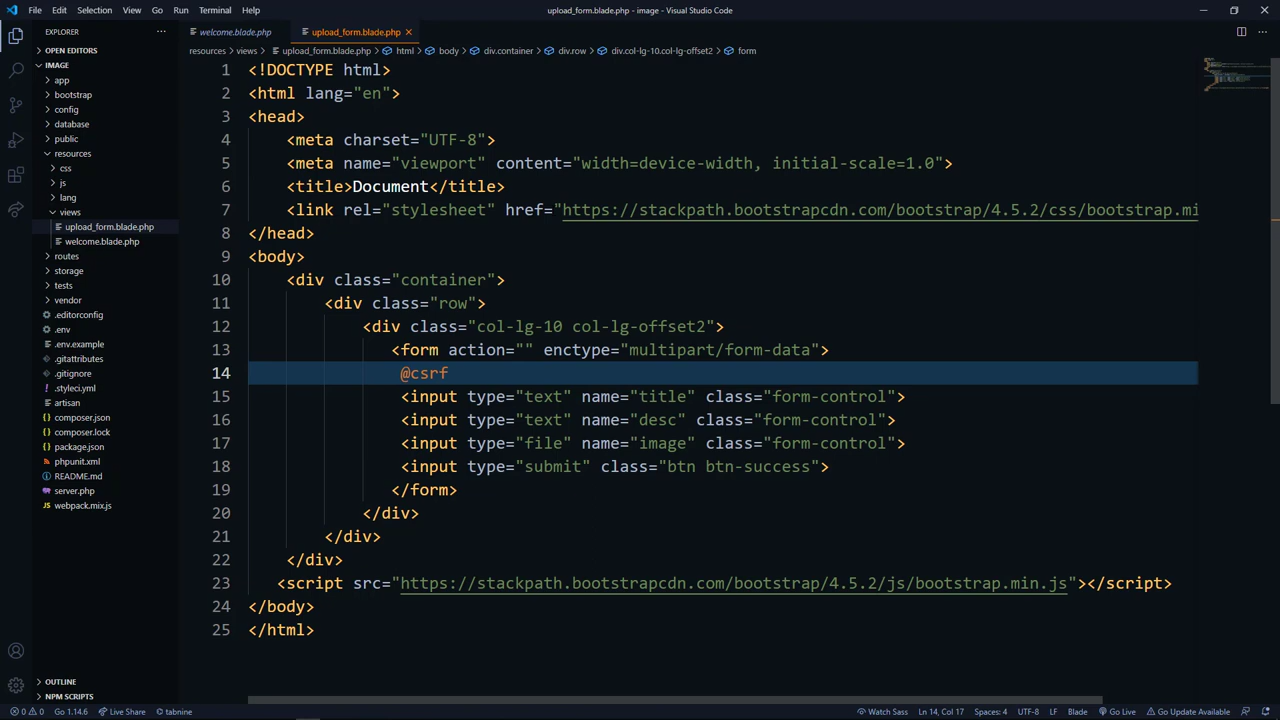 File Edit Selection View Go Run Terminal Help
upload_form.blade.php - image - Visual Studio Code
EXPLORER
OPEN EDITORS
IMAGE
app
bootstrap
config
database
public
resources
css
js
lang
views
upload_form.blade.php
welcome.blade.php
routes
storage
tests
vendor
.editorconfig
.env
.env.example
.gitattributes
.gitignore
.styleci.yml
artisan
composer.json
composer.lock
package.json
phpunit.xml
README.md
server.php
webpack.mix.js
OUTLINE
NPM SCRIPTS
welcome.blade.php
upload_form.blade.php
resources > views > upload_form.blade.php > html > body > div.container > div.row > div.col-lg-10.col-lg-offset2 > form
1 <!DOCTYPE html>
2 <html lang="en">
3 <head>
4 <meta charset="UTF-8">
5 <meta name="viewport" content="width=device-width, initial-scale=1.0">
6 <title>Document</title>
7 <link rel="stylesheet" href="https://stackpath.bootstrapcdn.com/bootstrap/4.5.2/css/bootstrap.mi
8 </head>
9 <body>
10 <div class="container">
11 <div class="row">
12 <div class="col-lg-10 col-lg-offset2">
13 <form action="" enctype="multipart/form-data">
14 @csrf
15 <input type="text" name="title" class="form-control">
16 <input type="text" name="desc" class="form-control">
17 <input type="file" name="image" class="form-control">
18 <input type="submit" class="btn btn-success">
19 </form>
20 </div>
21 </div>
22 </div>
23 <script src="https://stackpath.bootstrapcdn.com/bootstrap/4.5.2/js/bootstrap.min.js"></script>
24 </body>
25 </html>
0 0 Go 1.14.6 Live Share tabnine
Watch Sass Ln 14, Col 17 Spaces: 4 UTF-8 LF Blade Go Live Go Update Available